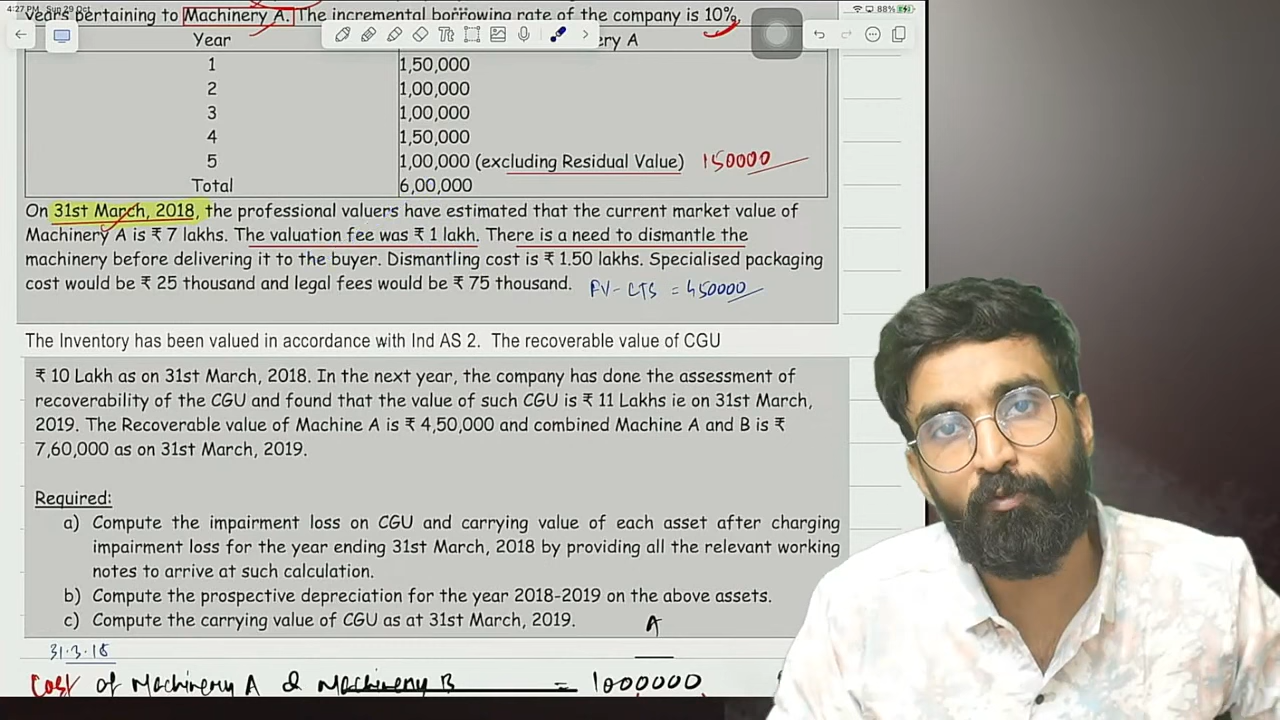 4:27 PM Sun 29 Oct 88%
years pertaining to Machinery A. The incremental borrowing rate of the company is 10%.
Year ery A
1 1,50,000
2 1,00,000
3 1,00,000
4 1,50,000
5 1,00,000 (excluding Residual Value) 150000
Total 6,00,000
On 31st March, 2018, the professional valuers have estimated that the current market value of
Machinery A is ₹ 7 lakhs. The valuation fee was ₹ 1 lakh. There is a need to dismantle the
machinery before delivering it to the buyer. Dismantling cost is ₹ 1.50 lakhs. Specialised packaging
cost would be ₹ 25 thousand and legal fees would be ₹ 75 thousand. FV-CTS = 450000
The Inventory has been valued in accordance with Ind AS 2. The recoverable value of CGU
₹ 10 Lakh as on 31st March, 2018. In the next year, the company has done the assessment of
recoverability of the CGU and found that the value of such CGU is ₹ 11 Lakhs ie on 31st March,
2019. The Recoverable value of Machine A is ₹ 4,50,000 and combined Machine A and B is ₹
7,60,000 as on 31st March, 2019.
Required:
a) Compute the impairment loss on CGU and carrying value of each asset after charging
impairment loss for the year ending 31st March, 2018 by providing all the relevant working
notes to arrive at such calculation.
b) Compute the prospective depreciation for the year 2018-2019 on the above assets.
c) Compute the carrying value of CGU as at 31st March, 2019. A
31.3.18
Cost of Machinery A & Machinery B = 1000000